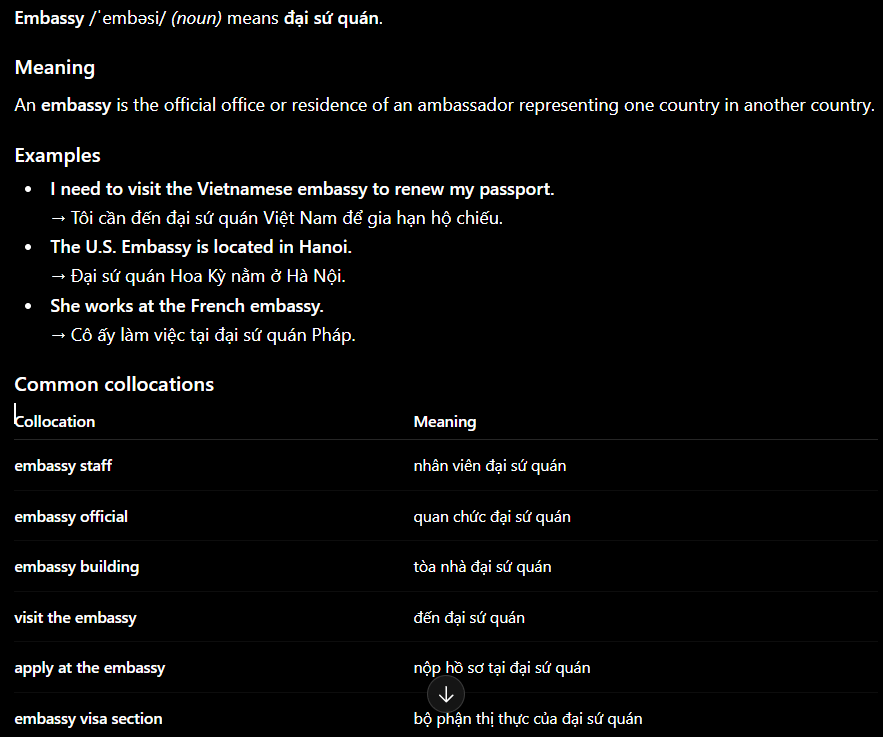 Embassy /ˈembəsi/ (noun) means đại sứ quán.
Meaning
An embassy is the official office or residence of an ambassador representing one country in another country.
Examples
• I need to visit the Vietnamese embassy to renew my passport.
→ Tôi cần đến đại sứ quán Việt Nam để gia hạn hộ chiếu.
• The U.S. Embassy is located in Hanoi.
→ Đại sứ quán Hoa Kỳ nằm ở Hà Nội.
• She works at the French embassy.
→ Cô ấy làm việc tại đại sứ quán Pháp.
Common collocations
Collocation Meaning
embassy staff nhân viên đại sứ quán
embassy official quan chức đại sứ quán
embassy building tòa nhà đại sứ quán
visit the embassy đến đại sứ quán
apply at the embassy nộp hồ sơ tại đại sứ quán
embassy visa section bộ phận thị thực của đại sứ quán